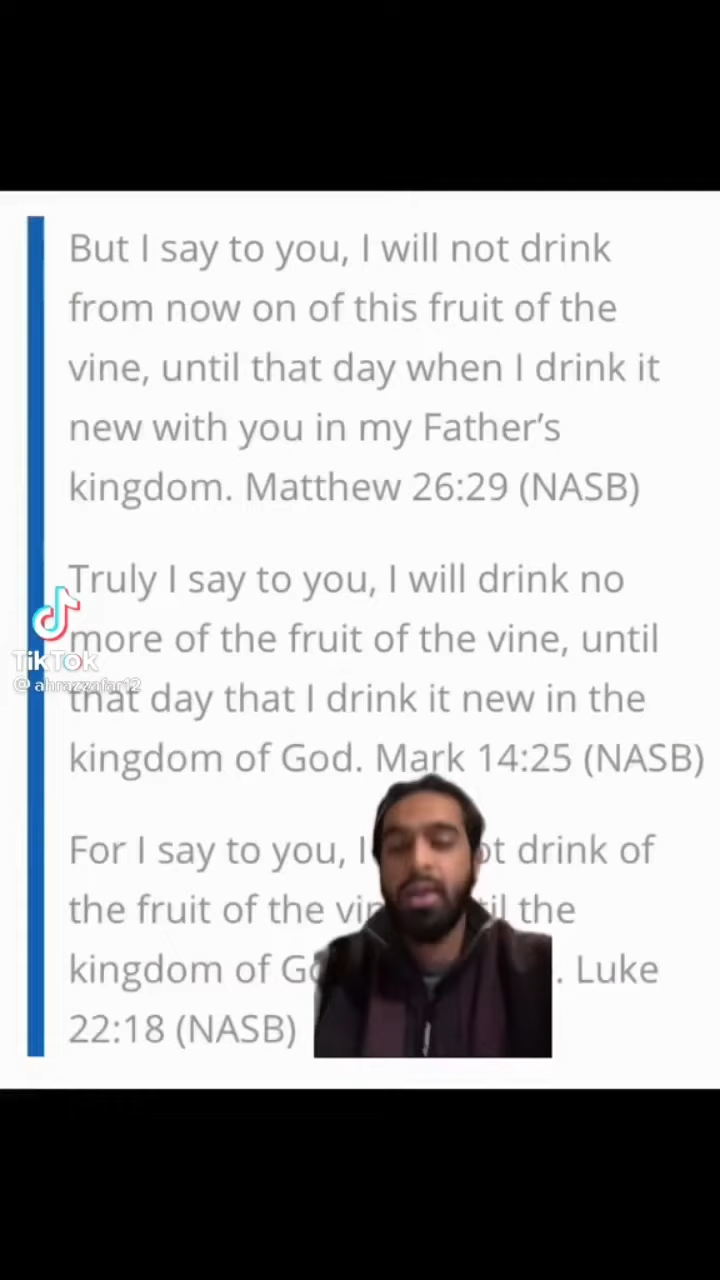 But I say to you, I will not drink
from now on of this fruit of the
vine, until that day when I drink it
new with you in my Father’s
kingdom. Matthew 26:29 (NASB)
Truly I say to you, I will drink no
more of the fruit of the vine, until
that day that I drink it new in the
kingdom of God. Mark 14:25 (NASB)
For I say to you, I drink of
the fruit of the the
kingdom of . Luke
22:18 (NASB)
TikTok
@ahrazzafar12